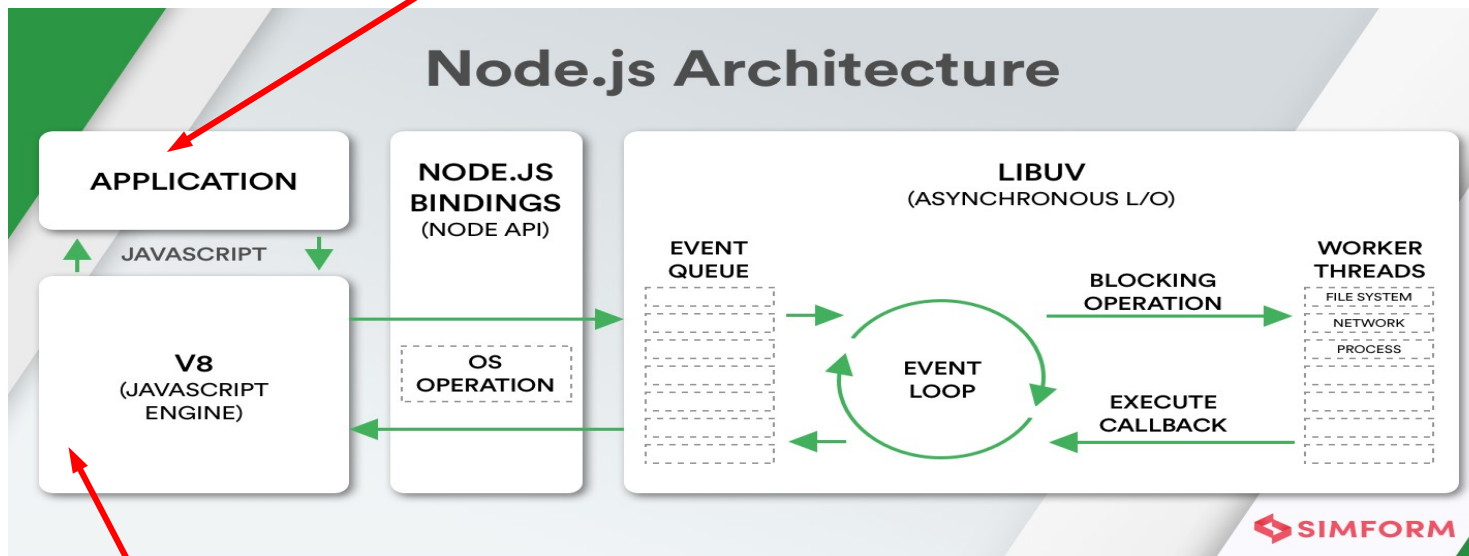 Node.js Architecture
APPLICATION
JAVASCRIPT
V8
(JAVASCRIPT
ENGINE)
NODE.JS
BINDINGS
(NODE API)
OS
OPERATION
LIBUV
(ASYNCHRONOUS L/O)
EVENT
QUEUE
EVENT
LOOP
BLOCKING
OPERATION
EXECUTE
CALLBACK
WORKER
THREADS
FILE SYSTEM
NETWORK
PROCESS
SIMFORM